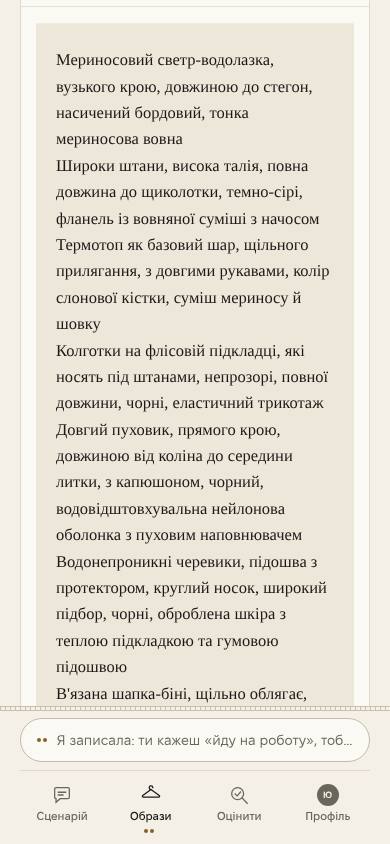 Мериносовий светр-водолазка,
вузького крою, довжиною до стегон,
насичений бордовий, тонка
мериносова вовна
Широки штани, висока талія, повна
довжина до щиколотки, темно-сірі,
фланель із вовняної суміші з начосом
Термотоп як базовий шар, щільного
прилягання, з довгими рукавами, колір
слонової кістки, суміш мериносу й
шовку
Колготки на флісовій підкладці, які
носять під штанами, непрозорі, повної
довжини, чорні, еластичний трикотаж
Довгий пуховик, прямого крою,
довжиною від коліна до середини
литки, з капюшоном, чорний,
водовідштовхувальна нейлонова
оболонка з пуховим наповнювачем
Водонепроникні черевики, підошва з
протектором, круглий носок, широкий
підбор, чорні, оброблена шкіра з
теплою підкладкою та гумовою
підошвою
В'язана шапка-біні, щільно облягає,
Я записала: ти кажеш «йду на роботу», тоб...
Сценарій
Образи
Оцінити
Ю
Профіль